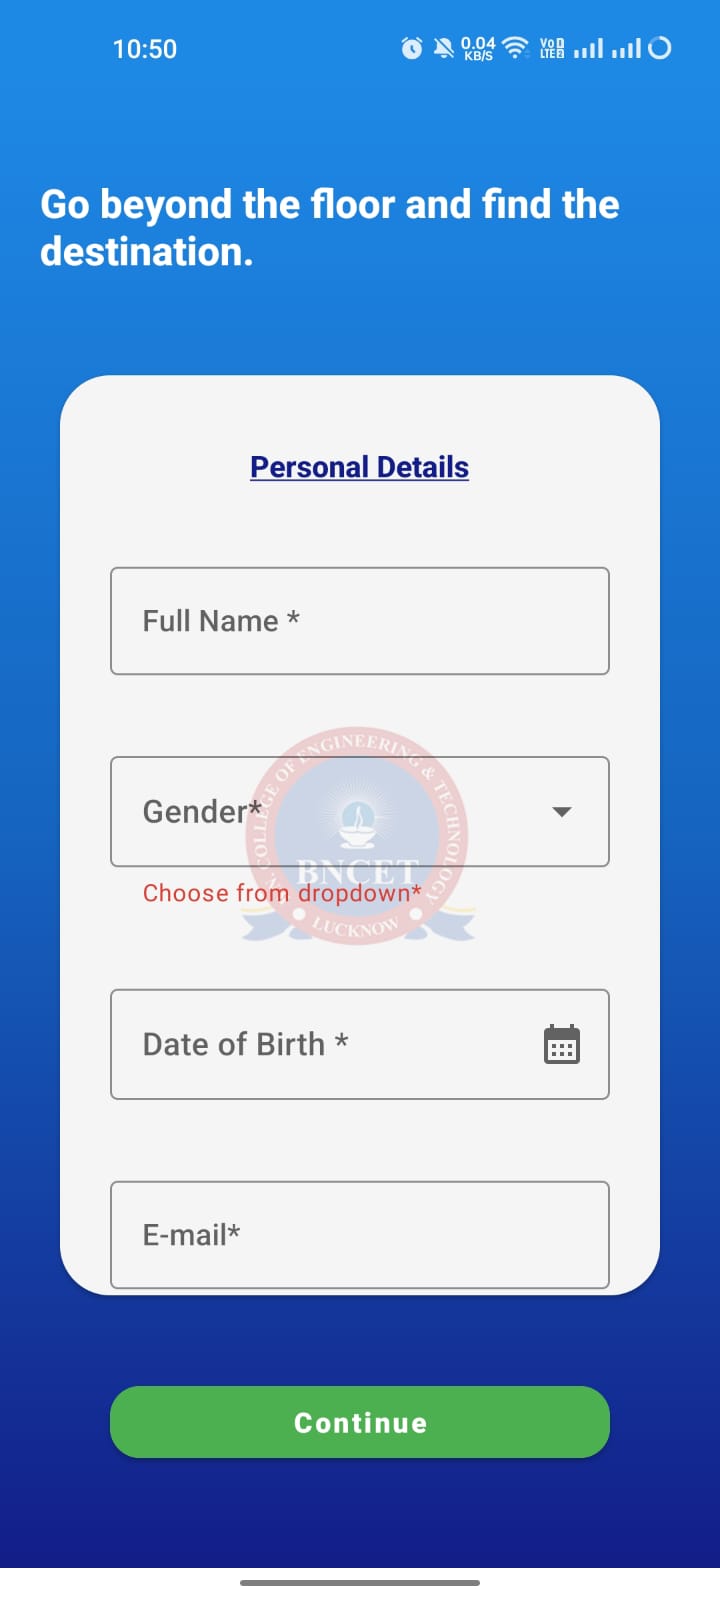 10:50
0.04
KB/S
Vo
LTE 2
Go beyond the floor and find the
destination.
Personal Details
Full Name *
N. COLLEGE OF ENGINEERING & TECHNOLOGY
Gender*
BNCET
Choose from dropdown*
LUCKNOW
Date of Birth *
E-mail*
Continue